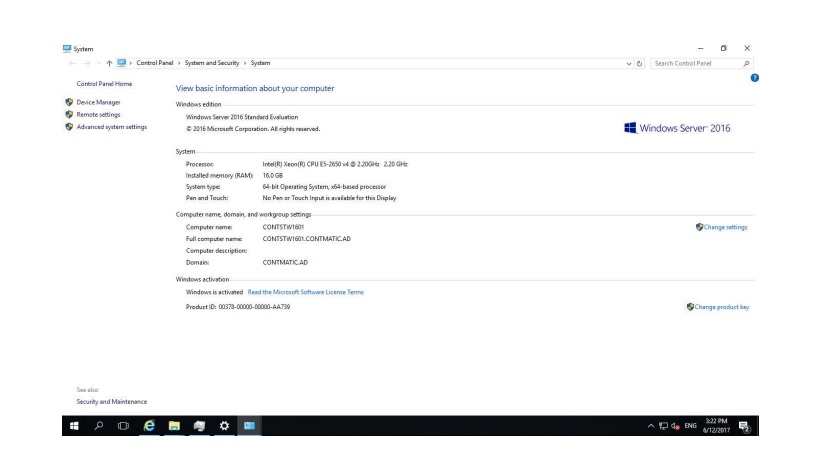 System
Control Panel > System and Security > System
Search Control Panel
Control Panel Home
Device Manager
Remote settings
Advanced system settings
View basic information about your computer
Windows edition
Windows Server 2016 Standard Evaluation
© 2016 Microsoft Corporation. All rights reserved.
Windows Server 2016
System
Processor: Intel(R) Xeon(R) CPU E5-2650 v4 @ 2.20GHz 2.20 GHz
Installed memory (RAM): 16.0 GB
System type: 64-bit Operating System, x64-based processor
Pen and Touch: No Pen or Touch Input is available for this Display
Computer name, domain, and workgroup settings
Computer name: CONTSTW1601
Change settings
Full computer name: CONTSTW1601.CONTMATIC.AD
Computer description:
Domain: CONTMATIC.AD
Windows activation
Windows is activated Read the Microsoft Software License Terms
Product ID: 00378-00000-00000-AA739
Change product key
See also
Security and Maintenance
ENG
3:22 PM
6/12/2017